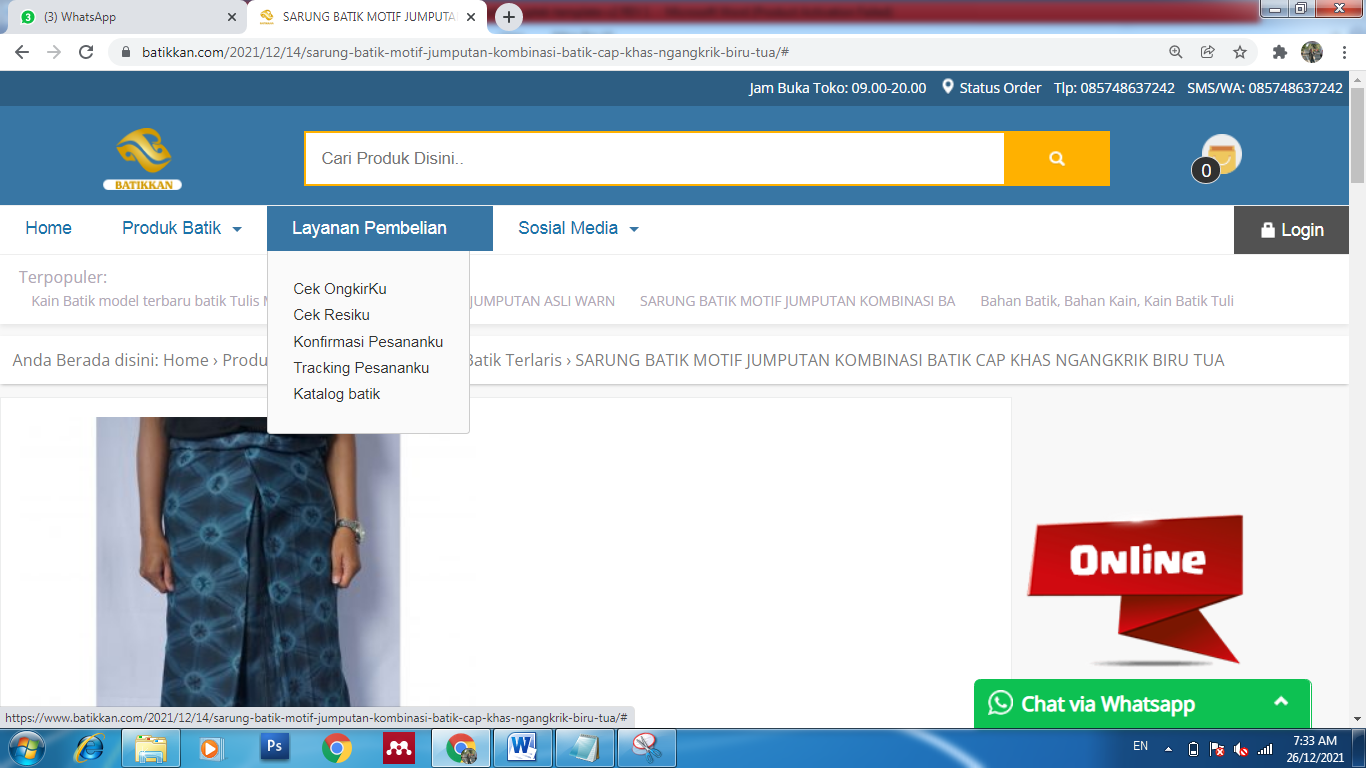 (3) WhatsApp
SARUNG BATIK MOTIF JUMPUTA
batikkan.com/2021/12/14/sarung-batik-motif-jumputan-kombinasi-batik-cap-khas-ngangkrik-biru-tua/#
Jam Buka Toko: 09.00-20.00 Status Order Tlp: 085748637242 SMS/WA: 085748637242
BATIKKAN
Cari Produk Disini..
0
Home Produk Batik Layanan Pembelian Sosial Media Login
Terpopuler:
Kain Batik model terbaru batik Tulis JUMPUTAN ASLI WARN SARUNG BATIK MOTIF JUMPUTAN KOMBINASI BA Bahan Batik, Bahan Kain, Kain Batik Tuli
Cek OngkirKu
Cek Resiku
Konfirmasi Pesananku
Tracking Pesananku
Katalog batik
Anda Berada disini: Home › Produ Batik Terlaris › SARUNG BATIK MOTIF JUMPUTAN KOMBINASI BATIK CAP KHAS NGANGKRIK BIRU TUA
Online
Chat via Whatsapp
https://www.batikkan.com/2021/12/14/sarung-batik-motif-jumputan-kombinasi-batik-cap-khas-ngangkrik-biru-tua/#
Ps
W
EN
7:33 AM
26/12/2021